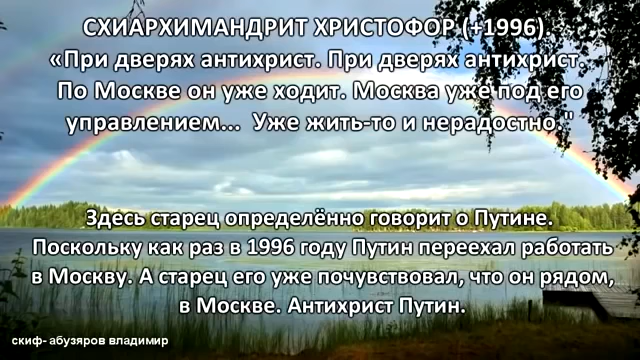 СХИАРХИМАНДРИТ ХРИСТОФОР (+1996).
«При дверях антихрист. При дверях антихрист.
По Москве он уже ходит. Москва уже под его
управлением... Уже жить-то и нерадостно."
Здесь старец определённо говорит о Путине.
Поскольку как раз в 1996 году Путин переехал работать
в Москву. А старец его уже почувствовал, что он рядом,
в Москве. Антихрист Путин.
скиф- абузяров владимир